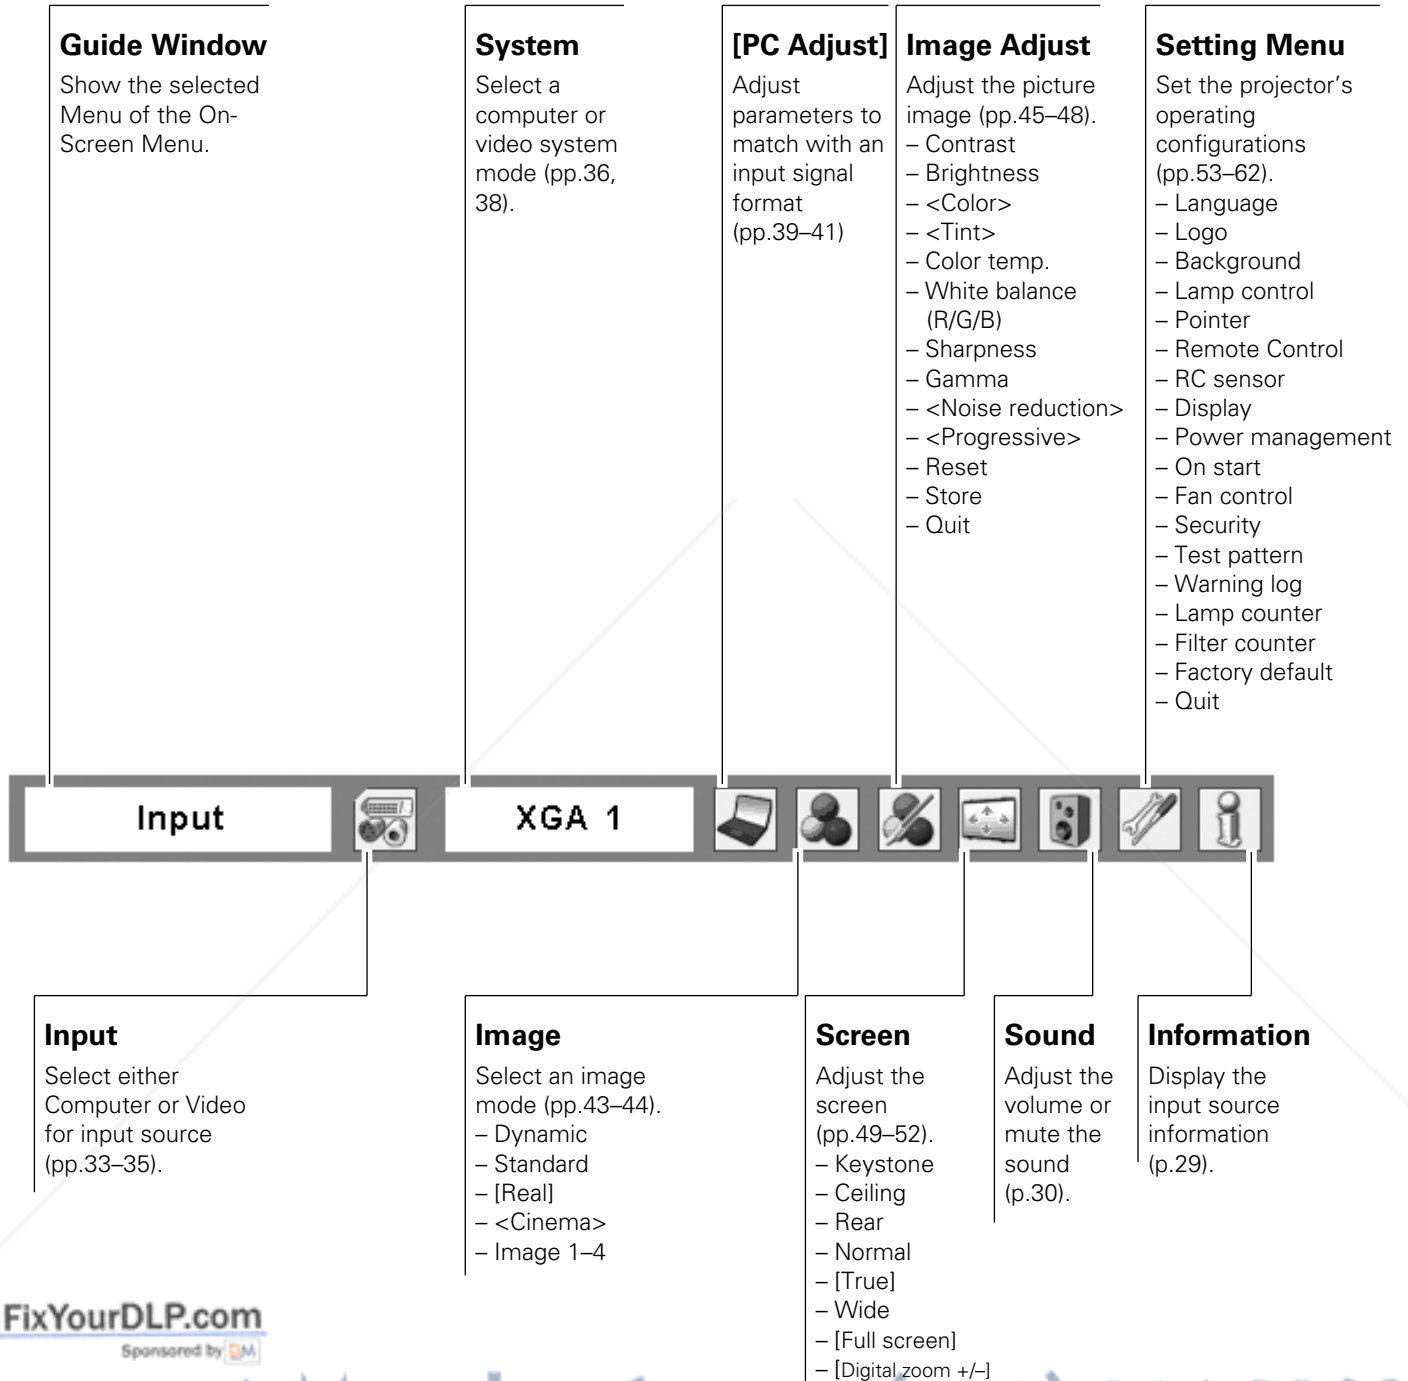 Guide Window
Show the selected
Menu of the On-
Screen Menu.
System
Select a
computer or
video system
mode (pp.36,
38).
[PC Adjust]
Adjust
parameters to
match with an
input signal
format
(pp.39–41)
Image Adjust
Adjust the picture
image (pp.45–48).
– Contrast
– Brightness
– <Color>
– <Tint>
– Color temp.
– White balance
(R/G/B)
– Sharpness
– Gamma
– <Noise reduction>
– <Progressive>
– Reset
– Store
– Quit
Setting Menu
Set the projector’s
operating
configurations
(pp.53–62).
– Language
– Logo
– Background
– Lamp control
– Pointer
– Remote Control
– RC sensor
– Display
– Power management
– On start
– Fan control
– Security
– Test pattern
– Warning log
– Lamp counter
– Filter counter
– Factory default
– Quit
Input
XGA 1
Input
Select either
Computer or Video
for input source
(pp.33–35).
Image
Select an image
mode (pp.43–44).
– Dynamic
– Standard
– [Real]
– <Cinema>
– Image 1–4
Screen
Adjust the
screen
(pp.49–52).
– Keystone
– Ceiling
– Rear
– Normal
– [True]
– Wide
– [Full screen]
– [Digital zoom +/–]
Sound
Adjust the
volume or
mute the
sound
(p.30).
Information
Display the
input source
information
(p.29).
FixYourDLP.com
Sponsored by DM